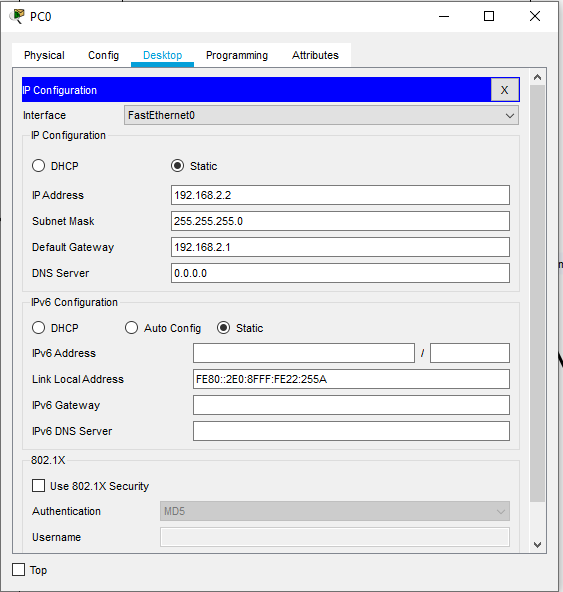 PC0
Physical Config Desktop Programming Attributes
IP Configuration X
Interface FastEthernet0
IP Configuration
DHCP Static
IP Address 192.168.2.2
Subnet Mask 255.255.255.0
Default Gateway 192.168.2.1
DNS Server 0.0.0.0
IPv6 Configuration
DHCP Auto Config Static
IPv6 Address /
Link Local Address FE80::2E0:8FFF:FE22:255A
IPv6 Gateway
IPv6 DNS Server
802.1X
Use 802.1X Security
Authentication MD5
Username
Top